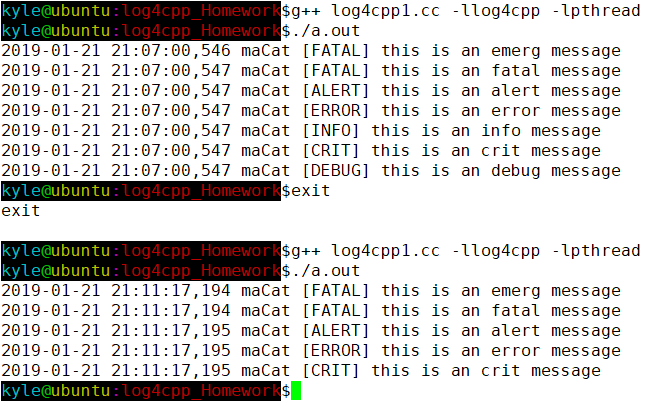 kyle@ubuntu:log4cpp_Homework$g++ log4cpp1.cc -llog4cpp -lpthread
kyle@ubuntu:log4cpp_Homework$./a.out
2019-01-21 21:07:00,546 maCat [FATAL] this is an emerg message
2019-01-21 21:07:00,547 maCat [FATAL] this is an fatal message
2019-01-21 21:07:00,547 maCat [ALERT] this is an alert message
2019-01-21 21:07:00,547 maCat [ERROR] this is an error message
2019-01-21 21:07:00,547 maCat [INFO] this is an info message
2019-01-21 21:07:00,547 maCat [CRIT] this is an crit message
2019-01-21 21:07:00,547 maCat [DEBUG] this is an debug message
kyle@ubuntu:log4cpp_Homework$exit
exit
kyle@ubuntu:log4cpp_Homework$g++ log4cpp1.cc -llog4cpp -lpthread
kyle@ubuntu:log4cpp_Homework$./a.out
2019-01-21 21:11:17,194 maCat [FATAL] this is an emerg message
2019-01-21 21:11:17,194 maCat [FATAL] this is an fatal message
2019-01-21 21:11:17,195 maCat [ALERT] this is an alert message
2019-01-21 21:11:17,195 maCat [ERROR] this is an error message
2019-01-21 21:11:17,195 maCat [CRIT] this is an crit message
kyle@ubuntu:log4cpp_Homework$